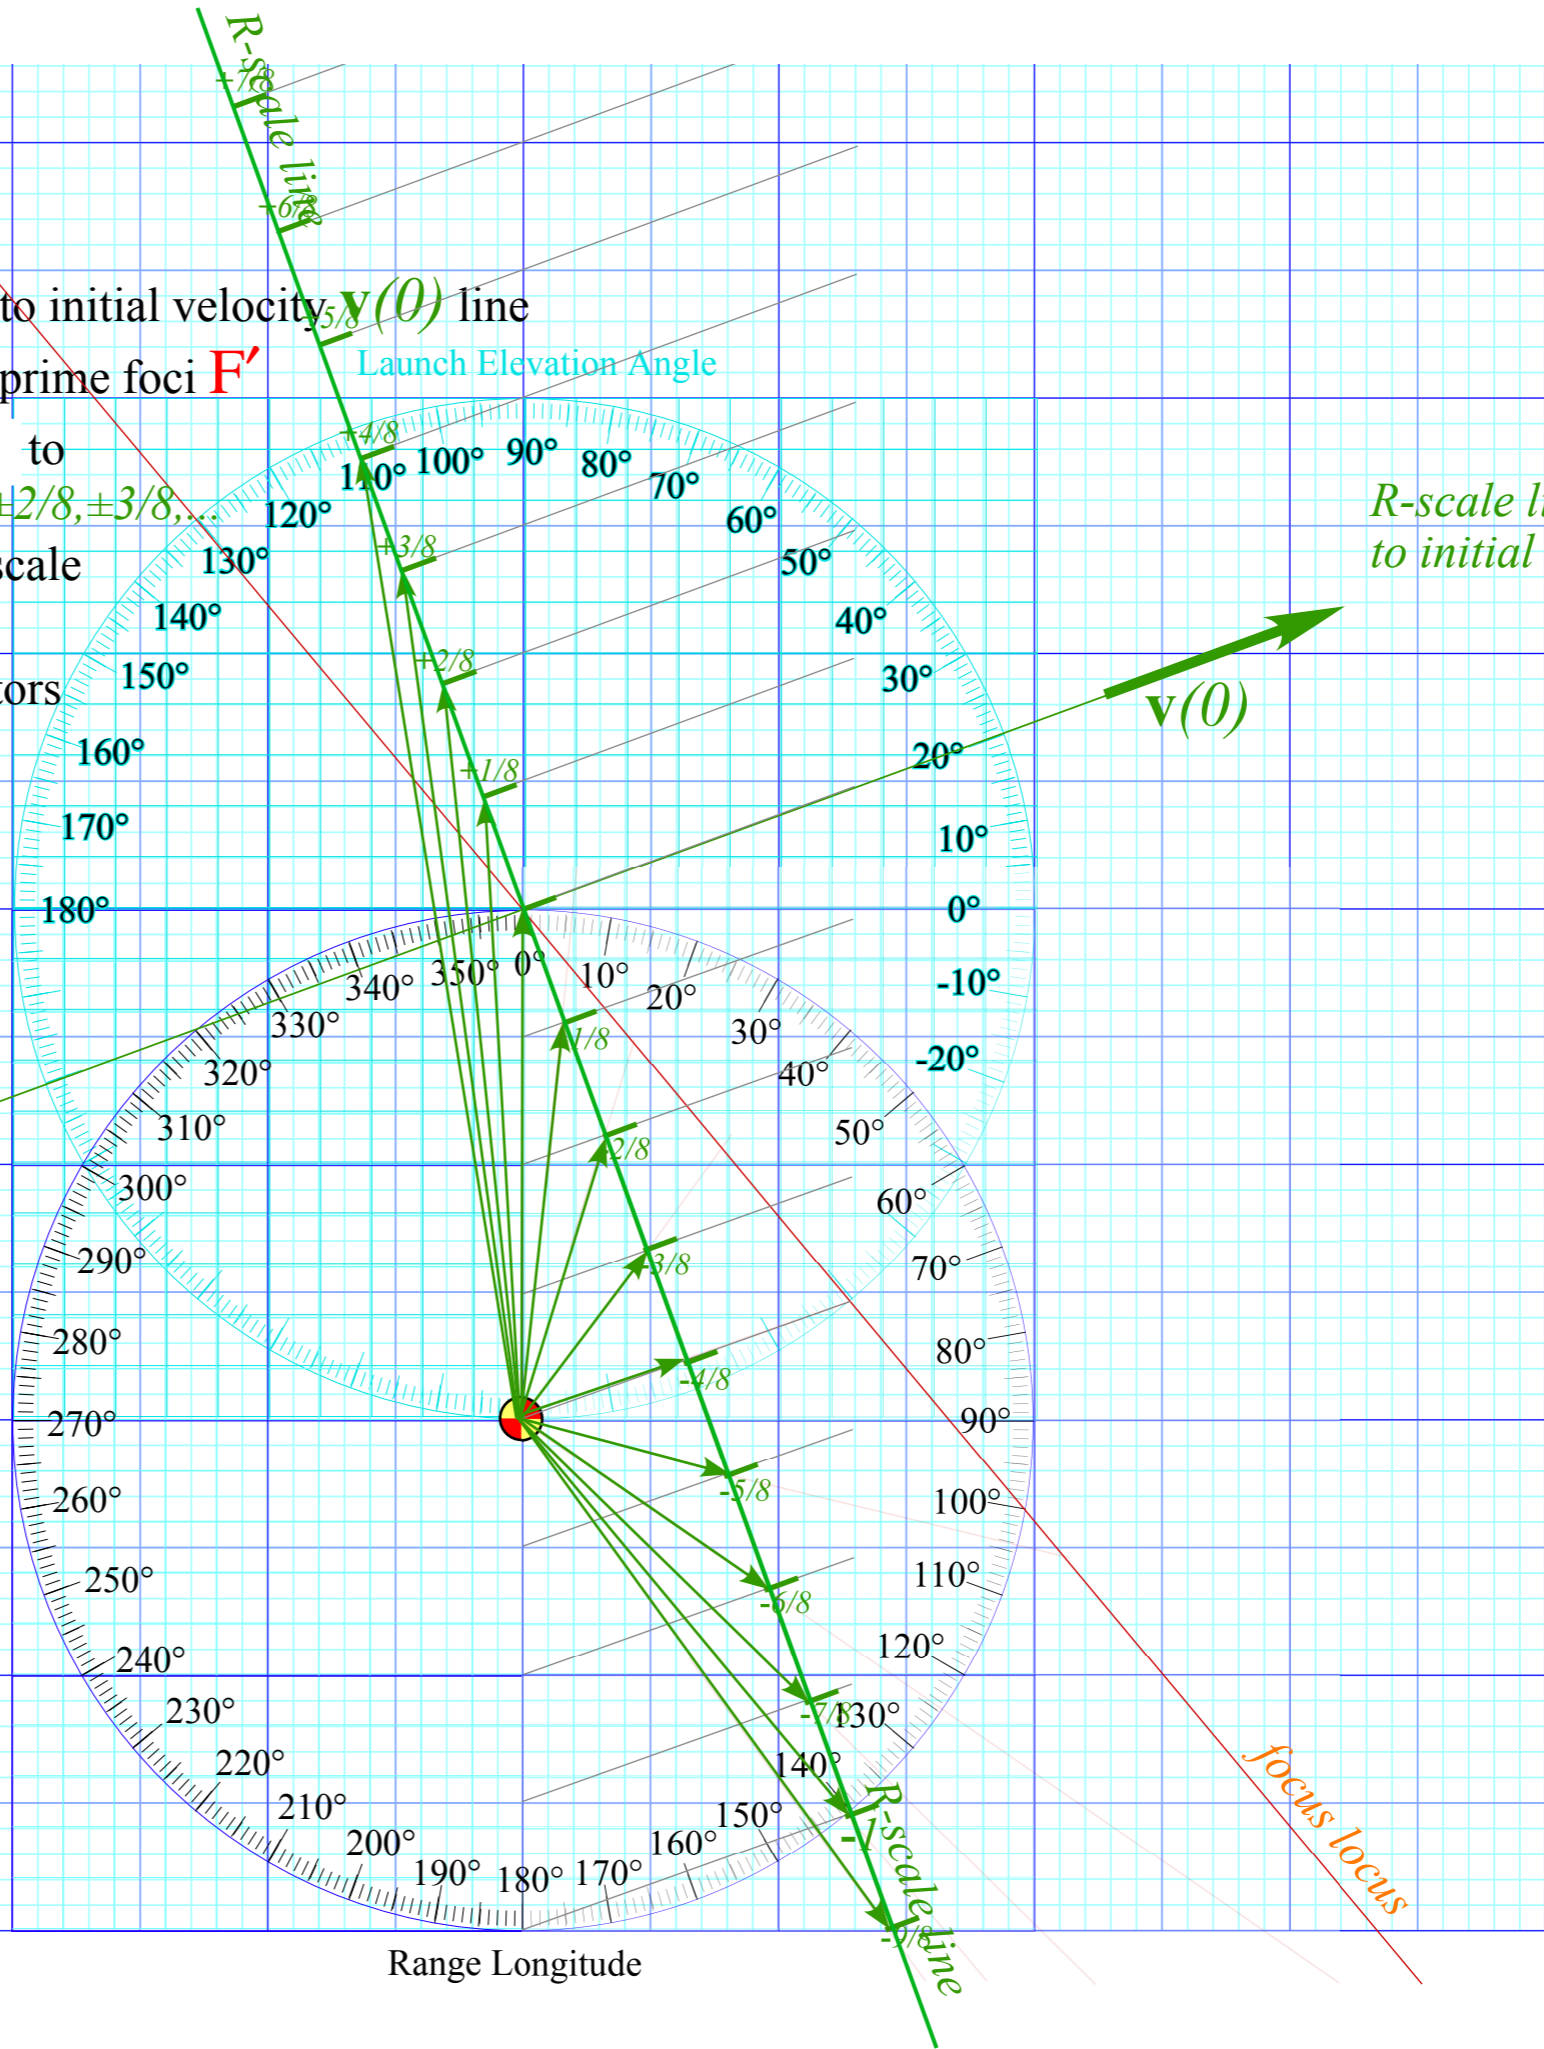 R-scale line
+7/8
+6/8
to initial velocity v(0) line
+5/8
Launch Elevation Angle
prime foci F′
to
+4/8
110° 100° 90° 80° 70°
±2/8,±3/8,...
120° 60°
R-scale li
to initial
scale
+3/8
130° 50°
140° 40°
150° 30°
+2/8
tors
v(0)
160° 20°
+1/8
170° 10°
180° 0°
350° 0° 10°
340° 20°
-10°
330° 30°
-1/8
320° 40°
-20°
310° 50°
-2/8
300° 60°
290° 70°
-3/8
280° 80°
-4/8
270° 90°
-5/8
260° 100°
250° 110°
-6/8
240° 120°
230° 130°
-7/8
220° 140°
210° 150°
-1
200° 160°
190° 180° 170°
R-scale line
focus locus
-9/8
Range Longitude